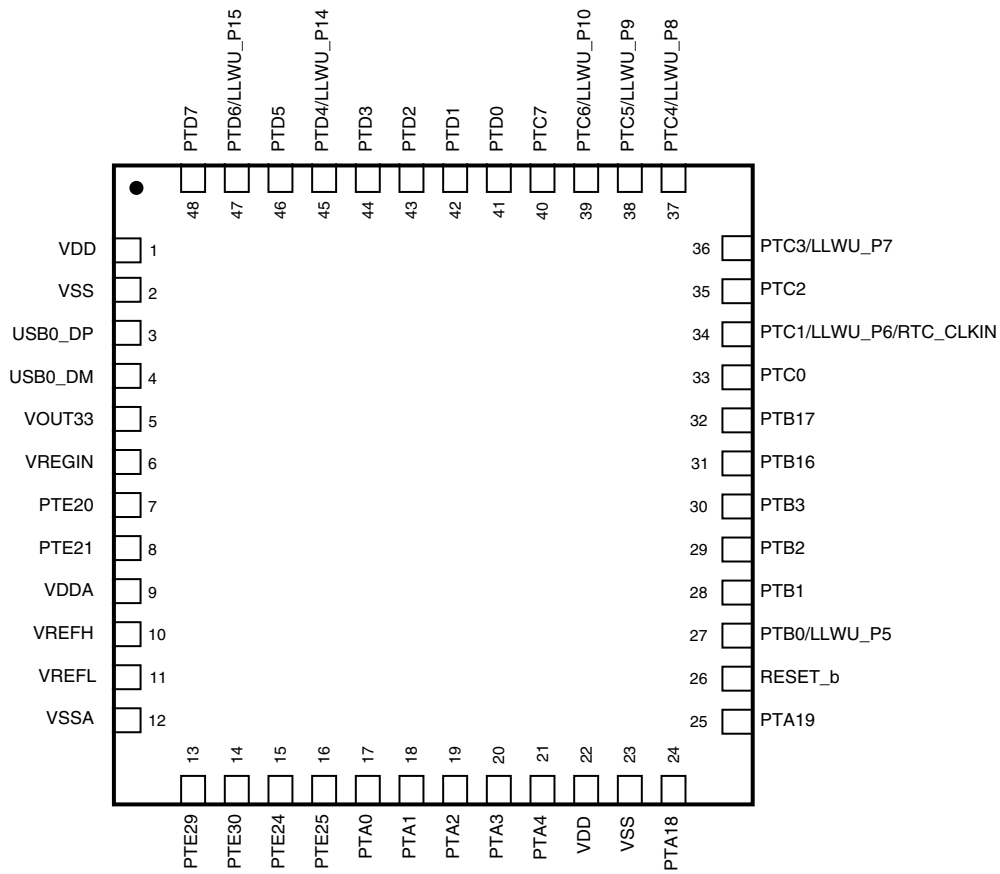 PTD7
PTD6/LLWU_P15
PTD5
PTD4/LLWU_P14
PTD3
PTD2
PTD1
PTD0
PTC7
PTC6/LLWU_P10
PTC5/LLWU_P9
PTC4/LLWU_P8
48
47
46
45
44
43
42
41
40
39
38
37
VDD 1
VSS 2
USB0_DP 3
USB0_DM 4
VOUT33 5
VREGIN 6
PTE20 7
PTE21 8
VDDA 9
VREFH 10
VREFL 11
VSSA 12
36 PTC3/LLWU_P7
35 PTC2
34 PTC1/LLWU_P6/RTC_CLKIN
33 PTC0
32 PTB17
31 PTB16
30 PTB3
29 PTB2
28 PTB1
27 PTB0/LLWU_P5
26 RESET_b
25 PTA19
13
14
15
16
17
18
19
20
21
22
23
24
PTE29
PTE30
PTE24
PTE25
PTA0
PTA1
PTA2
PTA3
PTA4
VDD
VSS
PTA18